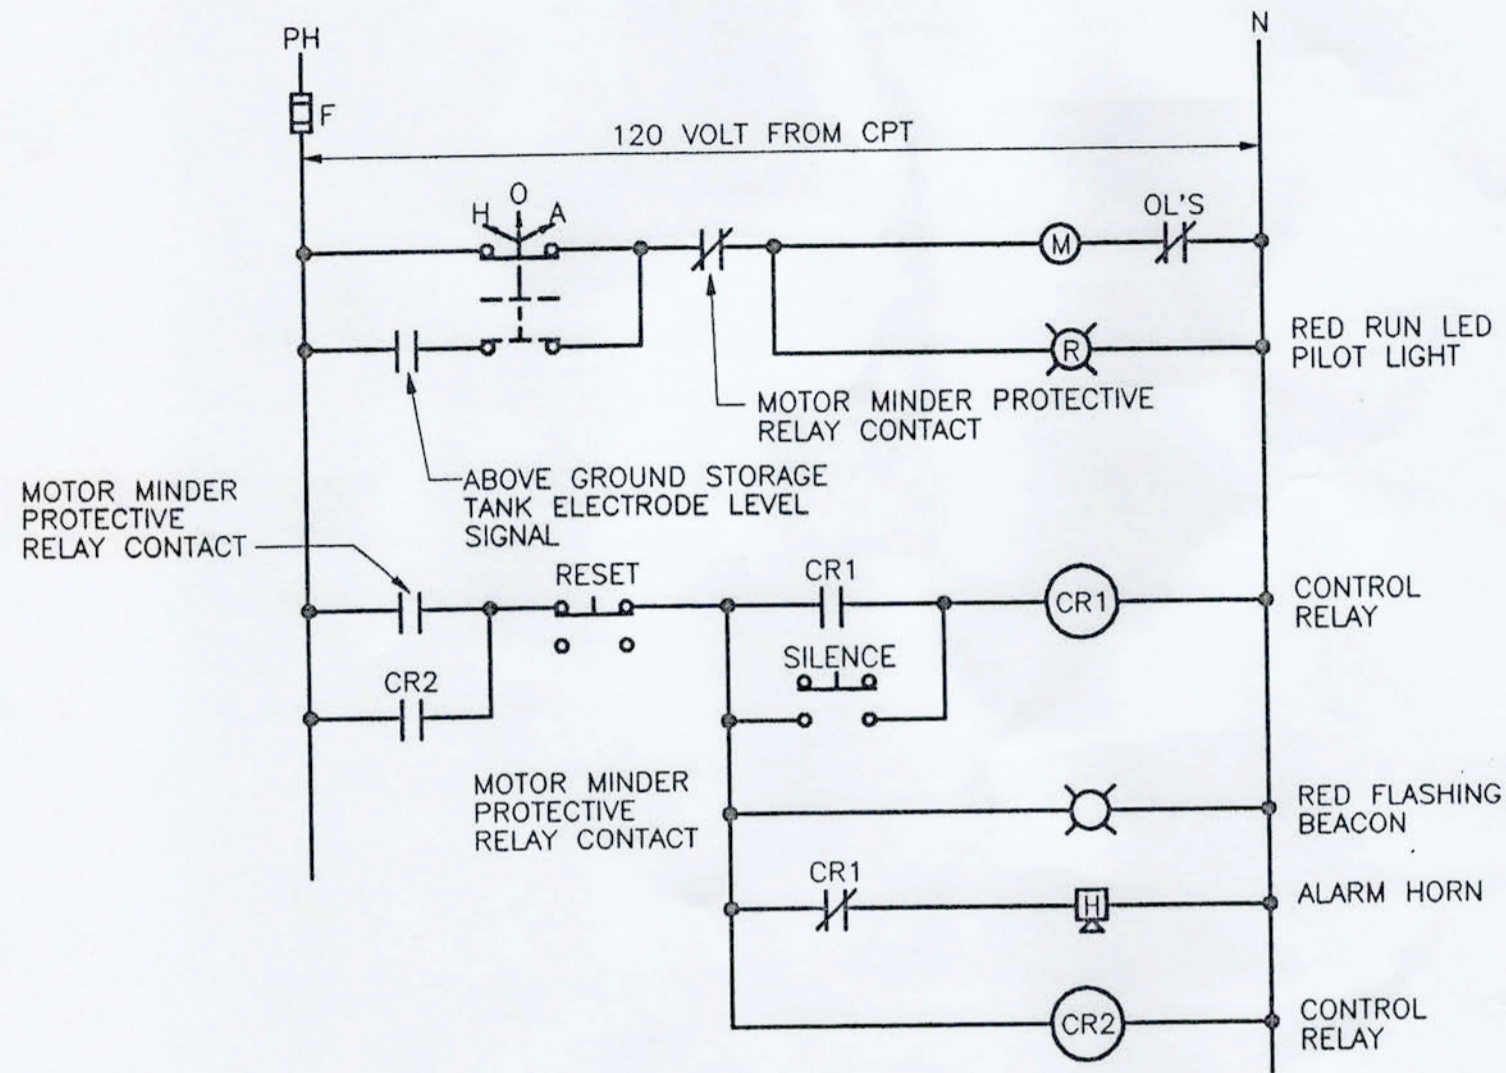 PH
N
F
120 VOLT FROM CPT
H
O
A
OL'S
M
R
RED RUN LED
PILOT LIGHT
MOTOR MINDER PROTECTIVE
RELAY CONTACT
ABOVE GROUND STORAGE
TANK ELECTRODE LEVEL
SIGNAL
MOTOR MINDER
PROTECTIVE
RELAY CONTACT
RESET
CR1
CR1
CONTROL
RELAY
SILENCE
CR2
MOTOR MINDER
PROTECTIVE
RELAY CONTACT
RED FLASHING
BEACON
CR1
H
ALARM HORN
CR2
CONTROL
RELAY